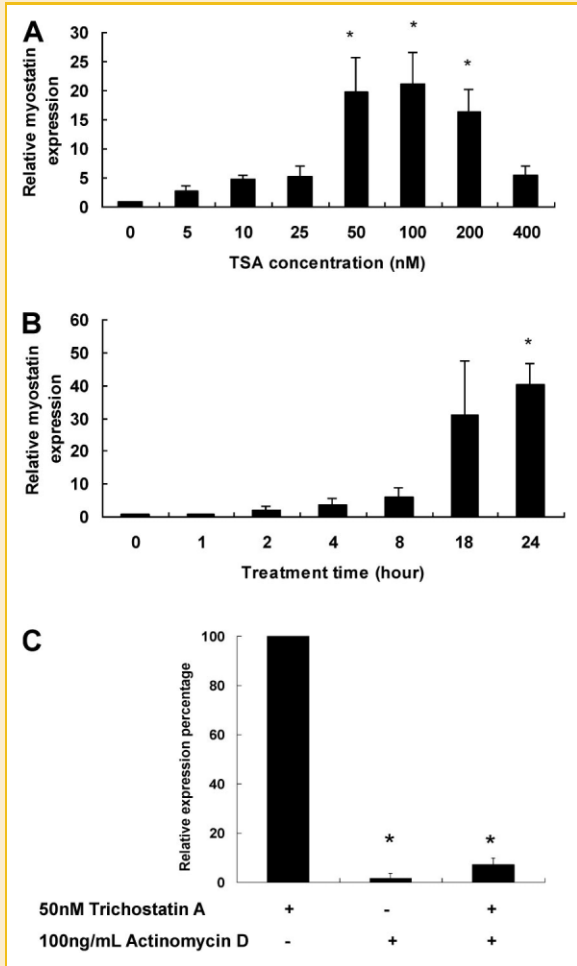 A
Relative myostatin
expression
30
25
20
15
10
5
0
* * *
0 5 10 25 50 100 200 400
TSA concentration (nM)
B
Relative myostatin
expression
60
50
40
30
20
10
0
*
0 1 2 4 8 18 24
Treatment time (hour)
C
Relative expression percentage
100
80
60
40
20
0
* *
50nM Trichostatin A + - +
100ng/mL Actinomycin D - + +